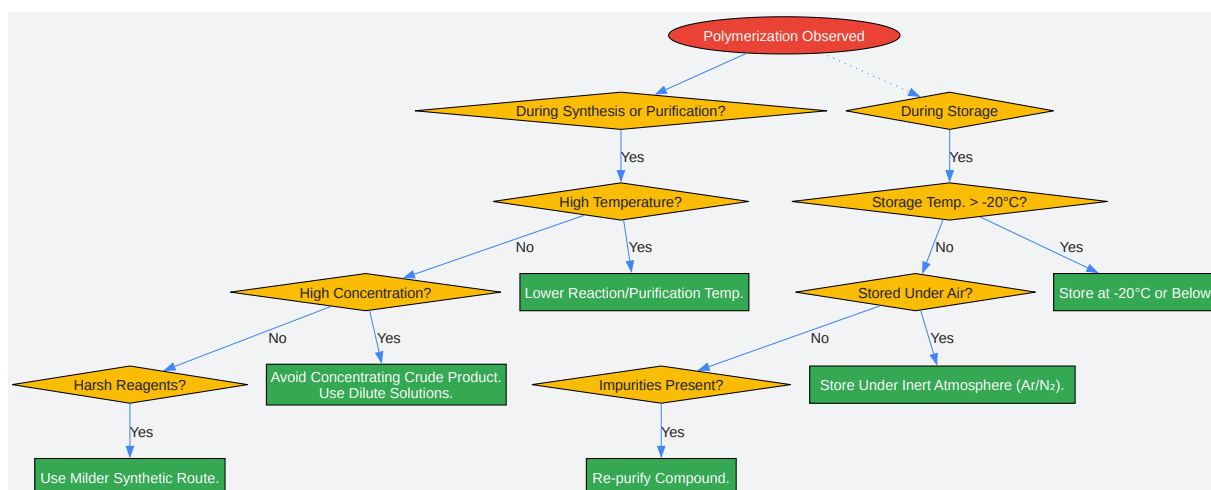 Polymerization Observed
During Synthesis or Purification?
During Storage
Yes
Yes
High Temperature?
Storage Temp. > -20°C?
No
Yes
No
Yes
High Concentration?
Lower Reaction/Purification Temp.
Stored Under Air?
Store at -20°C or Below
No
Yes
No
Yes
Harsh Reagents?
Avoid Concentrating Crude Product.
Use Dilute Solutions.
Impurities Present?
Store Under Inert Atmosphere (Ar/N₂).
Yes
Yes
Use Milder Synthetic Route.
Re-purify Compound.